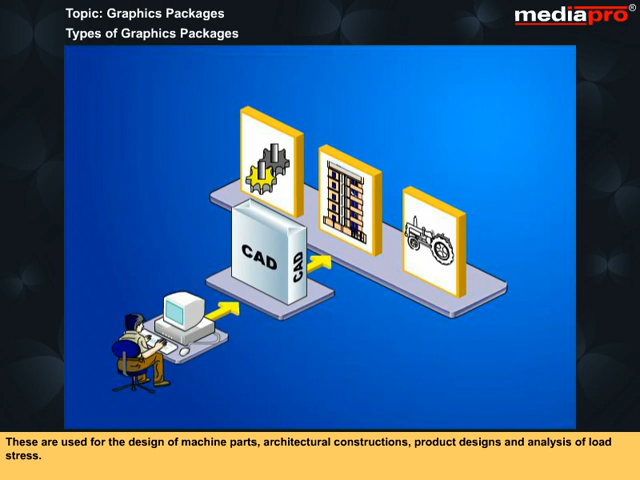 Topic: Graphics Packages
Types of Graphics Packages
mediapro®
CAD
CAD
These are used for the design of machine parts, architectural constructions, product designs and analysis of load
stress.